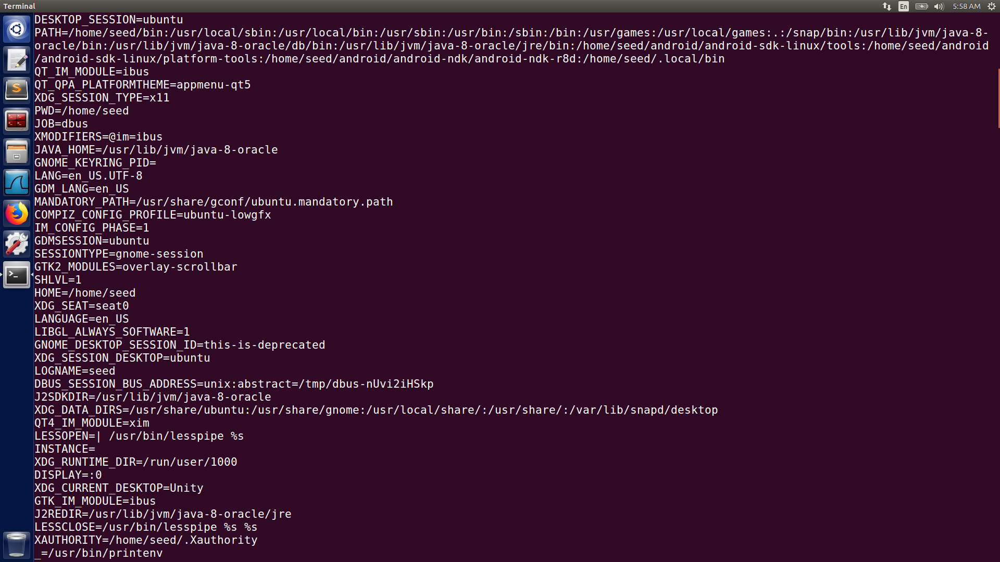 Terminal
En
5:58 AM
DESKTOP_SESSION=ubuntu
PATH=/home/seed/bin:/usr/local/sbin:/usr/local/bin:/usr/sbin:/usr/bin:/sbin:/bin:/usr/games:/usr/local/games:.:/snap/bin:/usr/lib/jvm/java-8-
oracle/bin:/usr/lib/jvm/java-8-oracle/db/bin:/usr/lib/jvm/java-8-oracle/jre/bin:/home/seed/android/android-sdk-linux/tools:/home/seed/android
/android-sdk-linux/platform-tools:/home/seed/android/android-ndk/android-ndk-r8d:/home/seed/.local/bin
QT_IM_MODULE=ibus
QT_QPA_PLATFORMTHEME=appmenu-qt5
XDG_SESSION_TYPE=x11
PWD=/home/seed
JOB=dbus
XMODIFIERS=@im=ibus
JAVA_HOME=/usr/lib/jvm/java-8-oracle
GNOME_KEYRING_PID=
LANG=en_US.UTF-8
GDM_LANG=en_US
MANDATORY_PATH=/usr/share/gconf/ubuntu.mandatory.path
COMPIZ_CONFIG_PROFILE=ubuntu-lowgfx
IM_CONFIG_PHASE=1
GDMSESSION=ubuntu
SESSIONTYPE=gnome-session
GTK2_MODULES=overlay-scrollbar
SHLVL=1
HOME=/home/seed
XDG_SEAT=seat0
LANGUAGE=en_US
LIBGL_ALWAYS_SOFTWARE=1
GNOME_DESKTOP_SESSION_ID=this-is-deprecated
XDG_SESSION_DESKTOP=ubuntu
LOGNAME=seed
DBUS_SESSION_BUS_ADDRESS=unix:abstract=/tmp/dbus-nUvi2iHSkp
J2SDKDIR=/usr/lib/jvm/java-8-oracle
XDG_DATA_DIRS=/usr/share/ubuntu:/usr/share/gnome:/usr/local/share/:/usr/share/:/var/lib/snapd/desktop
QT4_IM_MODULE=xim
LESSOPEN=| /usr/bin/lesspipe %s
INSTANCE=
XDG_RUNTIME_DIR=/run/user/1000
DISPLAY=:0
XDG_CURRENT_DESKTOP=Unity
GTK_IM_MODULE=ibus
J2REDIR=/usr/lib/jvm/java-8-oracle/jre
LESSCLOSE=/usr/bin/lesspipe %s %s
XAUTHORITY=/home/seed/.Xauthority
_=/usr/bin/printenv